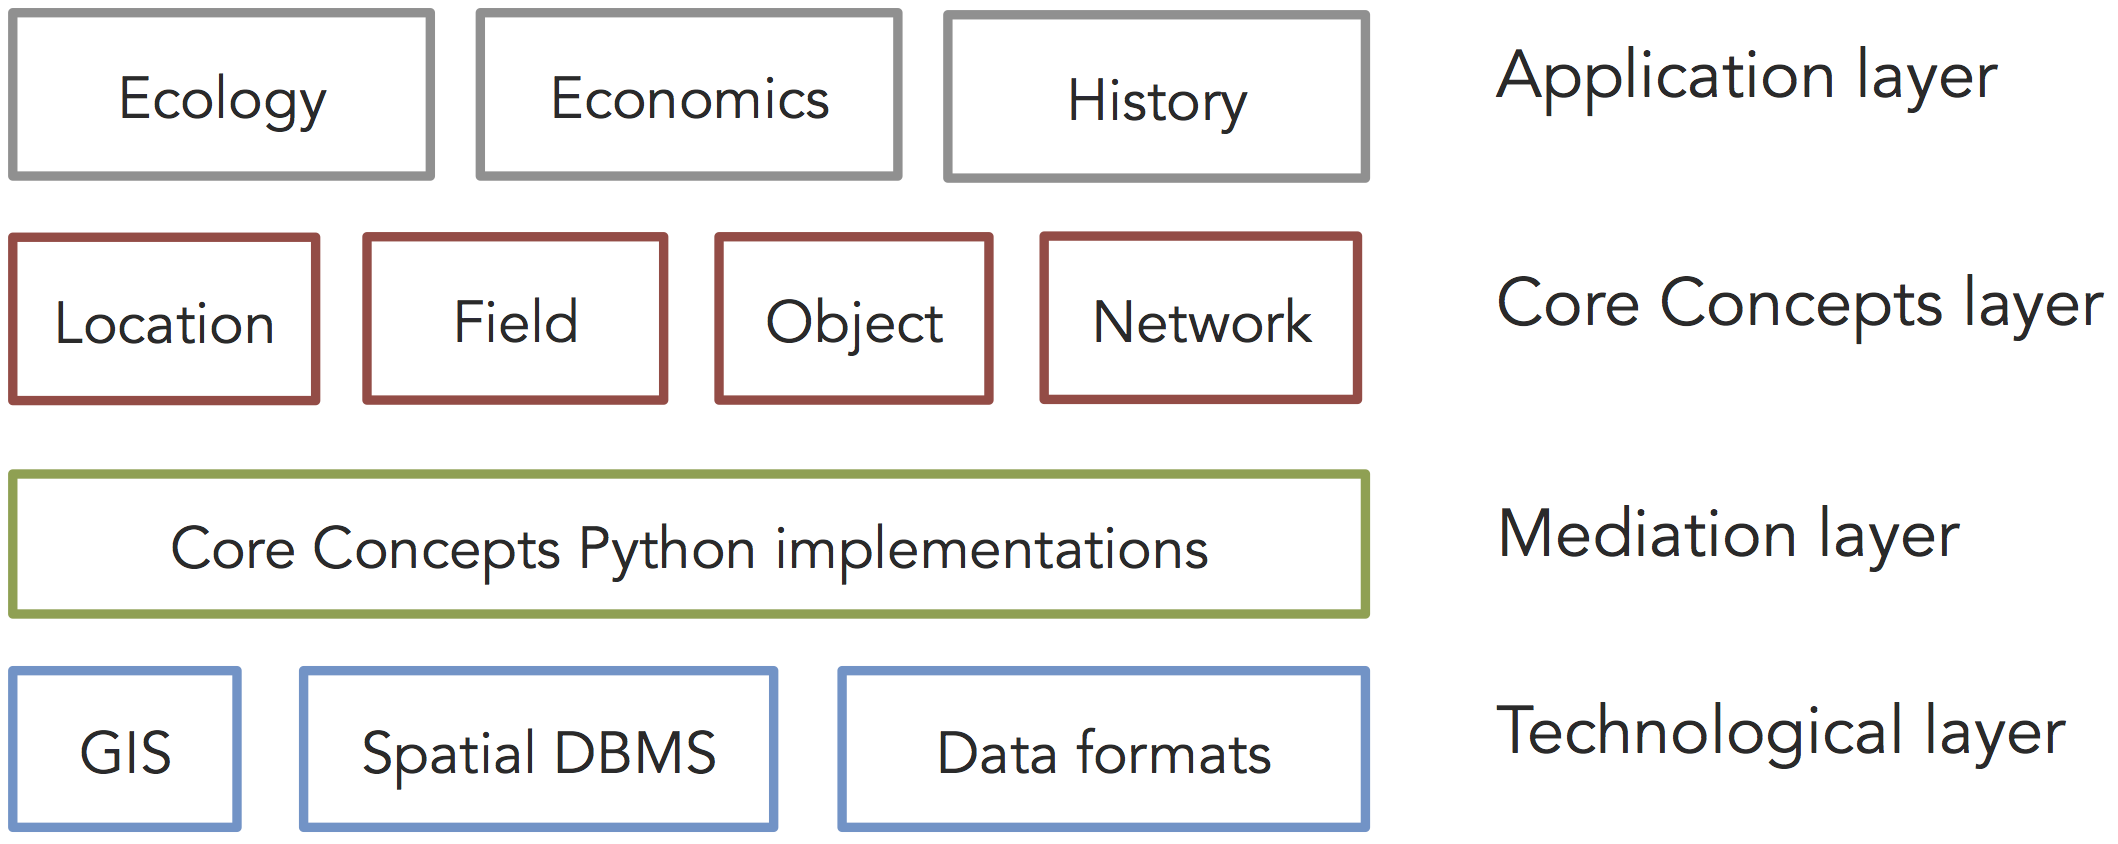 Ecology Economics History Application layer
Location Field Object Network Core Concepts layer
Core Concepts Python implementations Mediation layer
GIS Spatial DBMS Data formats Technological layer